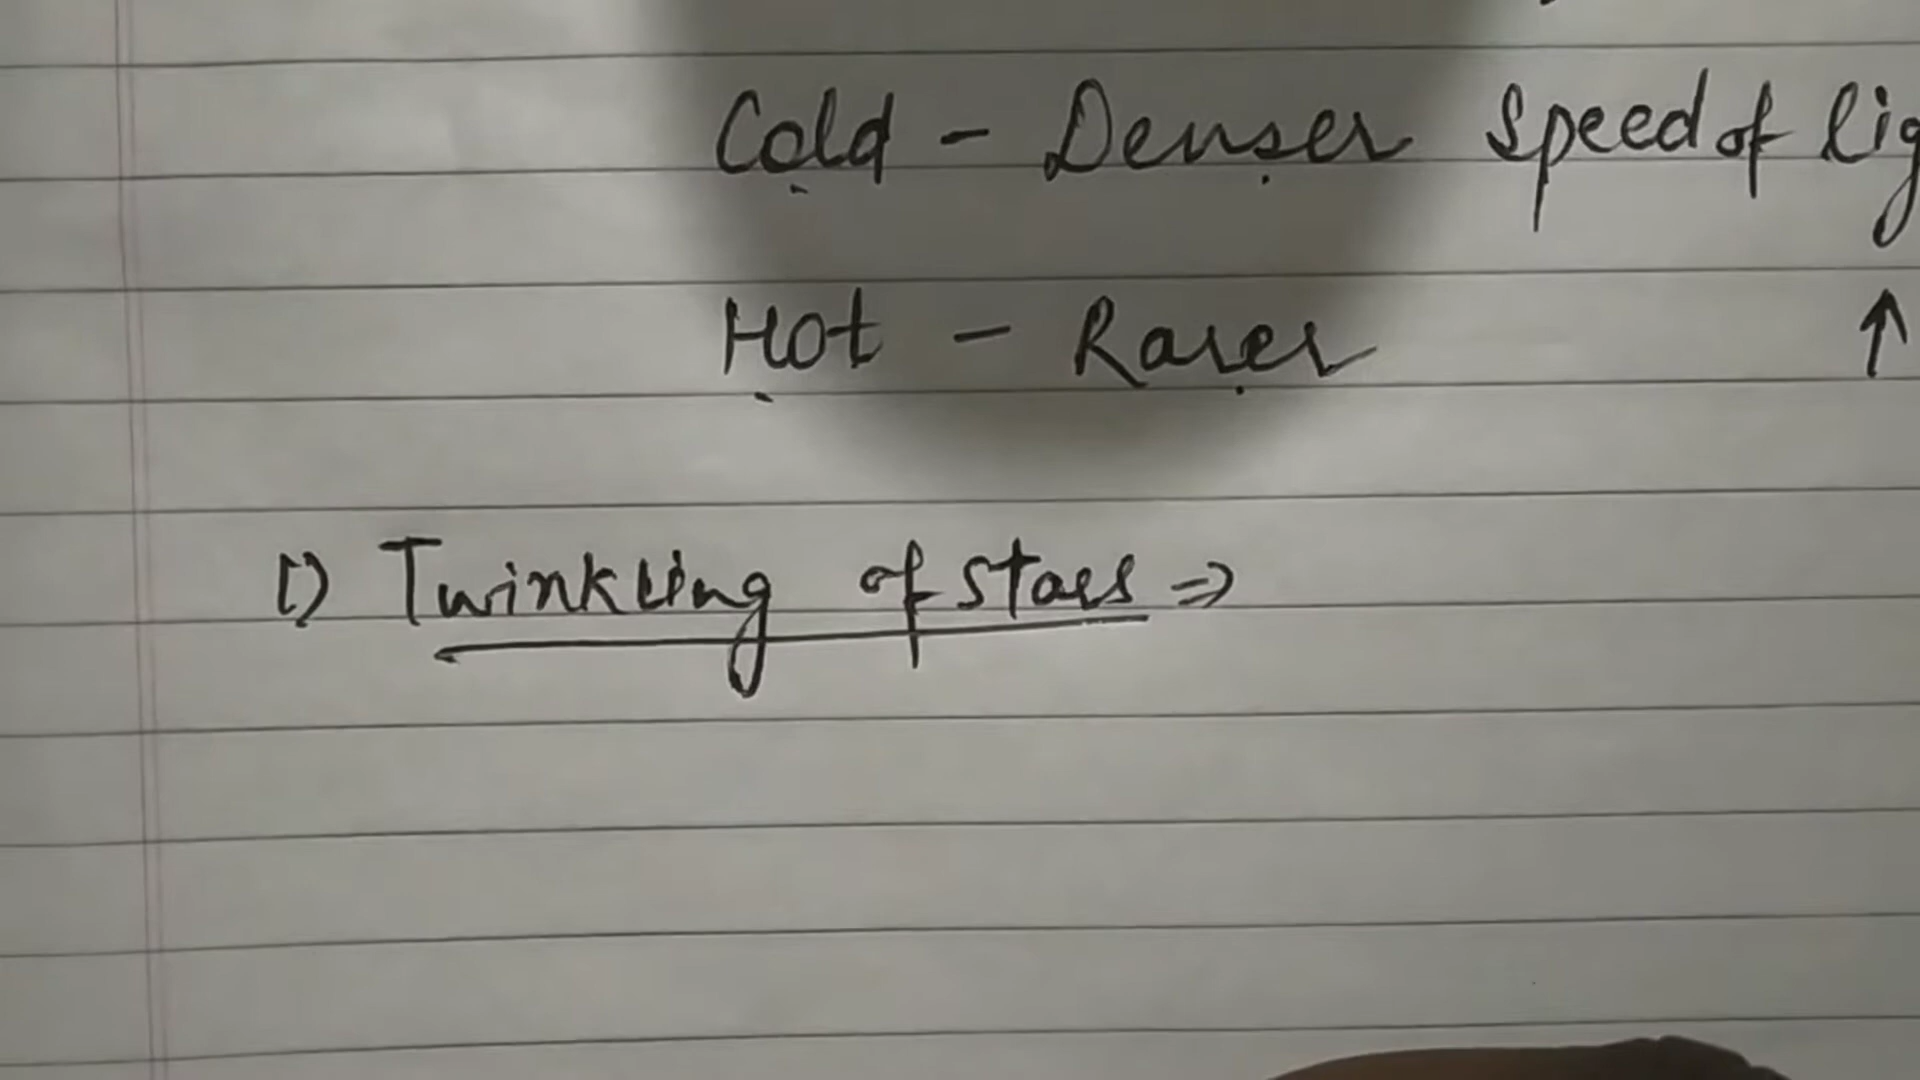 Cold - Denser Speed of lig
Hot - Rarer ↑
1) Twinkling of stars ⇒